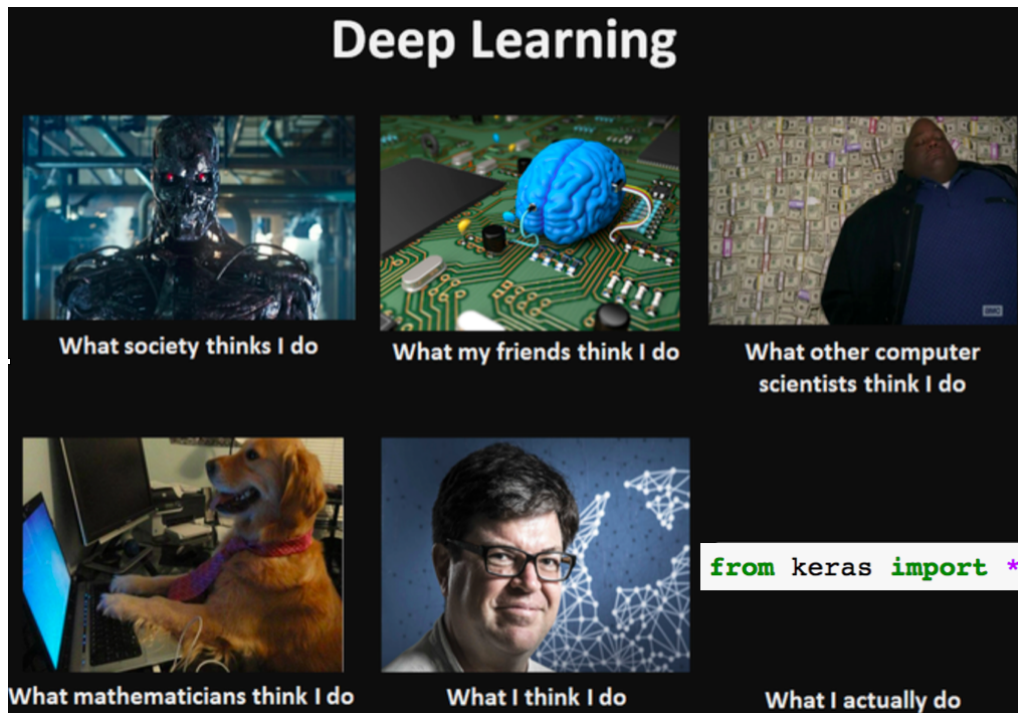 Deep Learning
What society thinks I do
What my friends think I do
What other computer
scientists think I do
amc
What mathematicians think I do
What I think I do
from keras import *
What I actually do